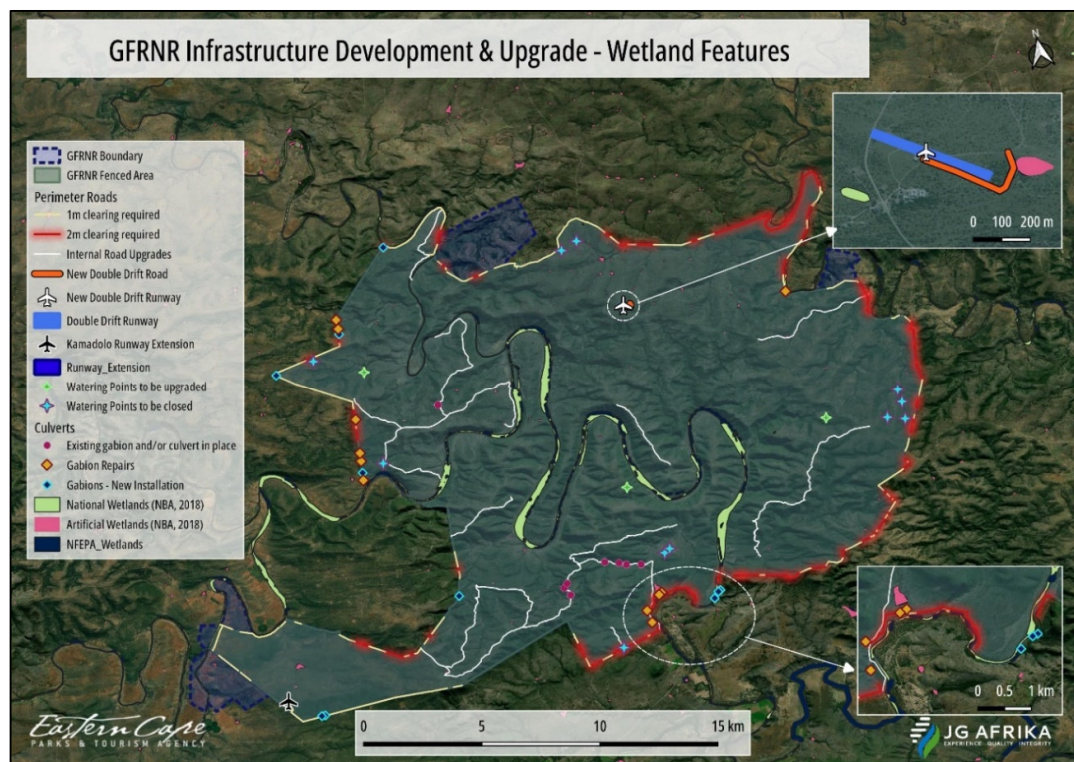 GFRNR Infrastructure Development & Upgrade - Wetland Features
N
GFRNR Boundary
GFRNR Fenced Area
Perimeter Roads
1m clearing required
2m clearing required
Internal Road Upgrades
New Double Drift Road
New Double Drift Runway
Double Drift Runway
Kamadolo Runway Extension
Runway_Extension
Watering Points to be upgraded
Watering Points to be closed
Culverts
Existing gabion and/or culvert in place
Gabion Repairs
Gabions - New Installation
National Wetlands (NBA, 2018)
Artificial Wetlands (NBA, 2018)
NFEPA_Wetlands
0 100 200 m
0 0.5 1 km
0 5 10 15 km
Eastern Cape
PARKS & TOURISM AGENCY
JG AFRIKA
EXPERIENCE QUALITY INTEGRITY